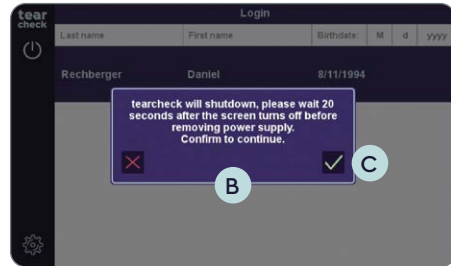 tear
check
Login
Last name First name Birthdate: M d yyyy
Rechberger Daniel 8/11/1994
tearcheck will shutdown, please wait 20
seconds after the screen turns off before
removing power supply.
Confirm to continue.
B
C